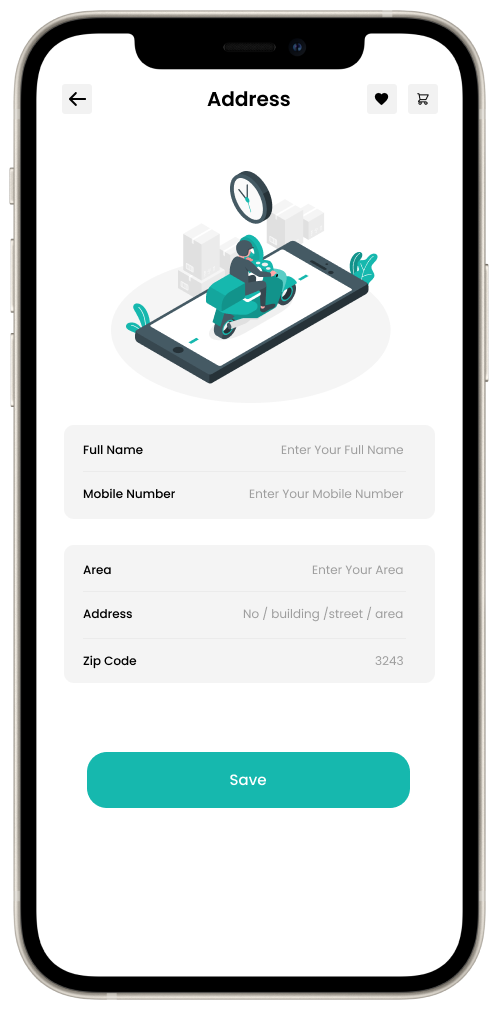 Address
Full Name Enter Your Full Name
Mobile Number Enter Your Mobile Number
Area Enter Your Area
Address No / building /street / area
Zip Code 3243
Save